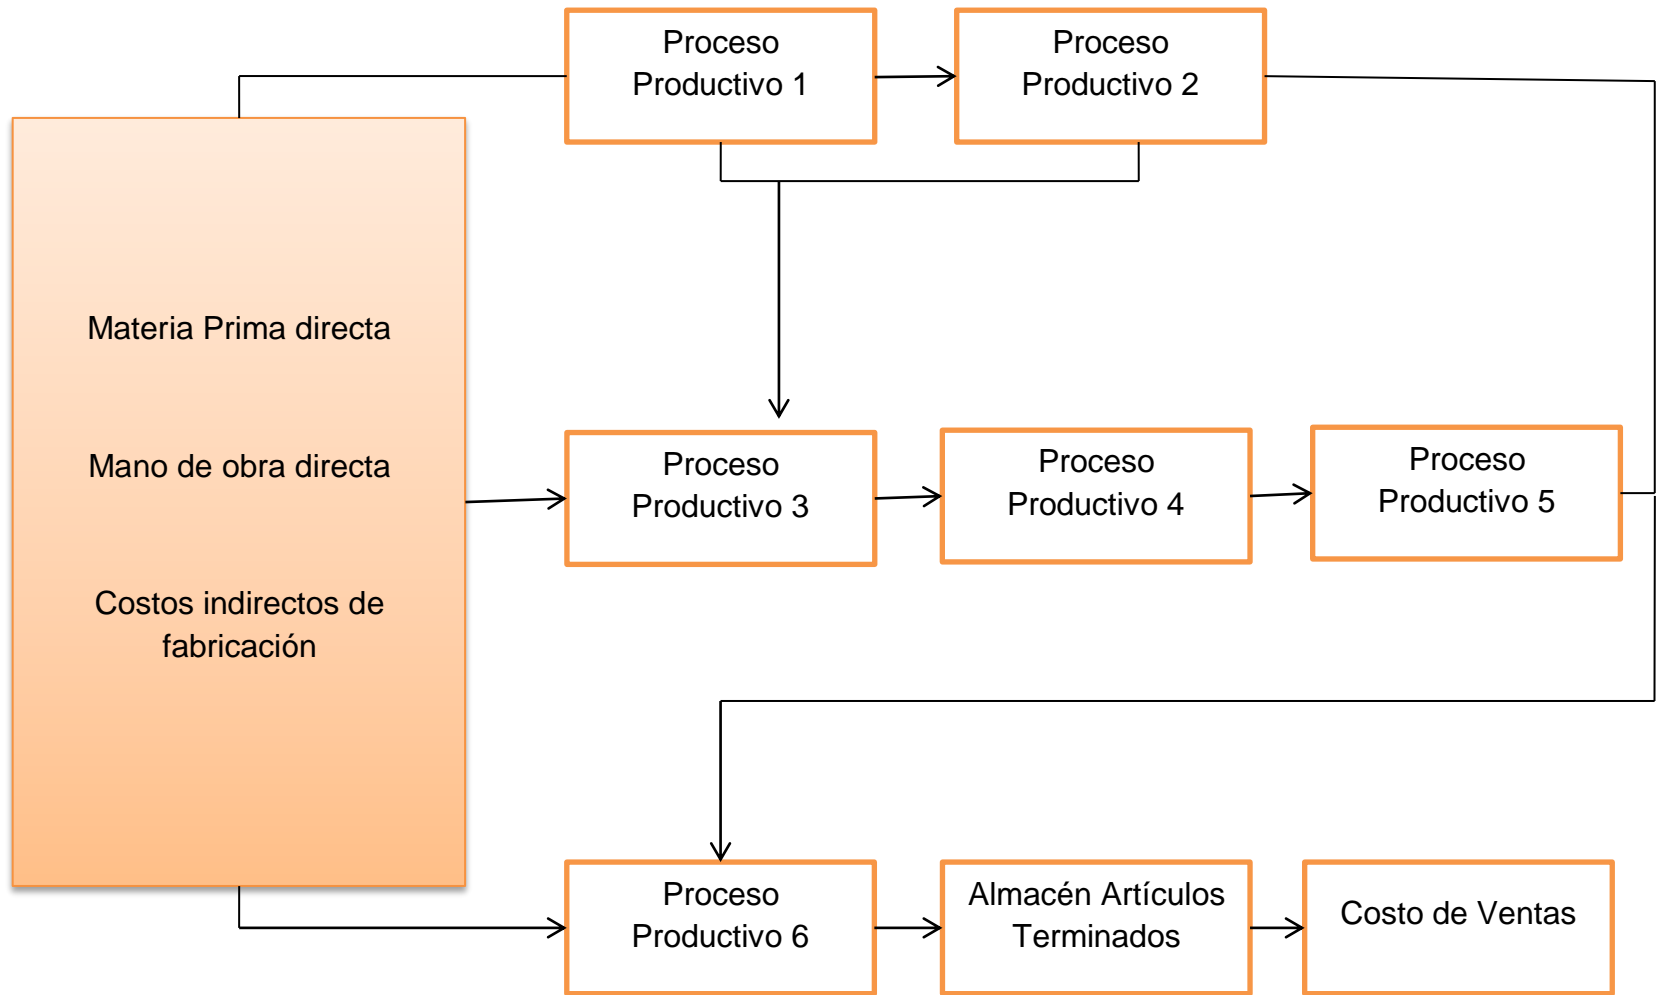 Proceso
Productivo 1
Proceso
Productivo 2
Materia Prima directa
Mano de obra directa
Costos indirectos de
fabricación
Proceso
Productivo 3
Proceso
Productivo 4
Proceso
Productivo 5
Proceso
Productivo 6
Almacén Artículos
Terminados
Costo de Ventas